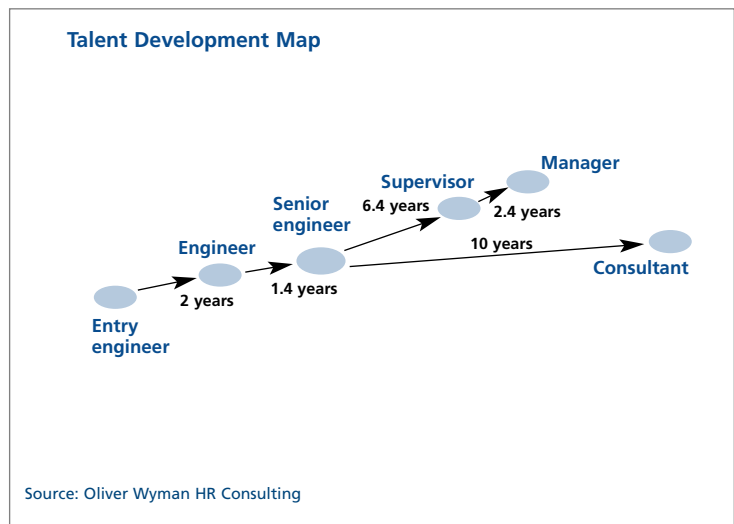 Talent Development Map
Manager
Supervisor
6.4 years
2.4 years
Senior
engineer
10 years
Engineer
Consultant
1.4 years
2 years
Entry
engineer
Source: Oliver Wyman HR Consulting